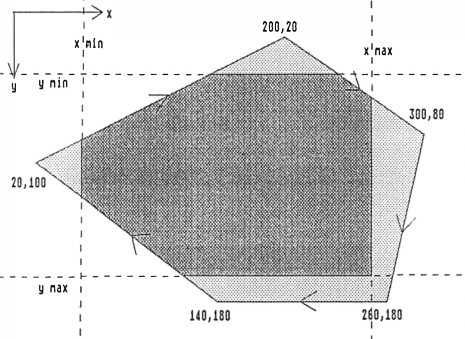 x
x min
200,20
x max
y
y min
300,80
20,100
y max
140,180
260,180